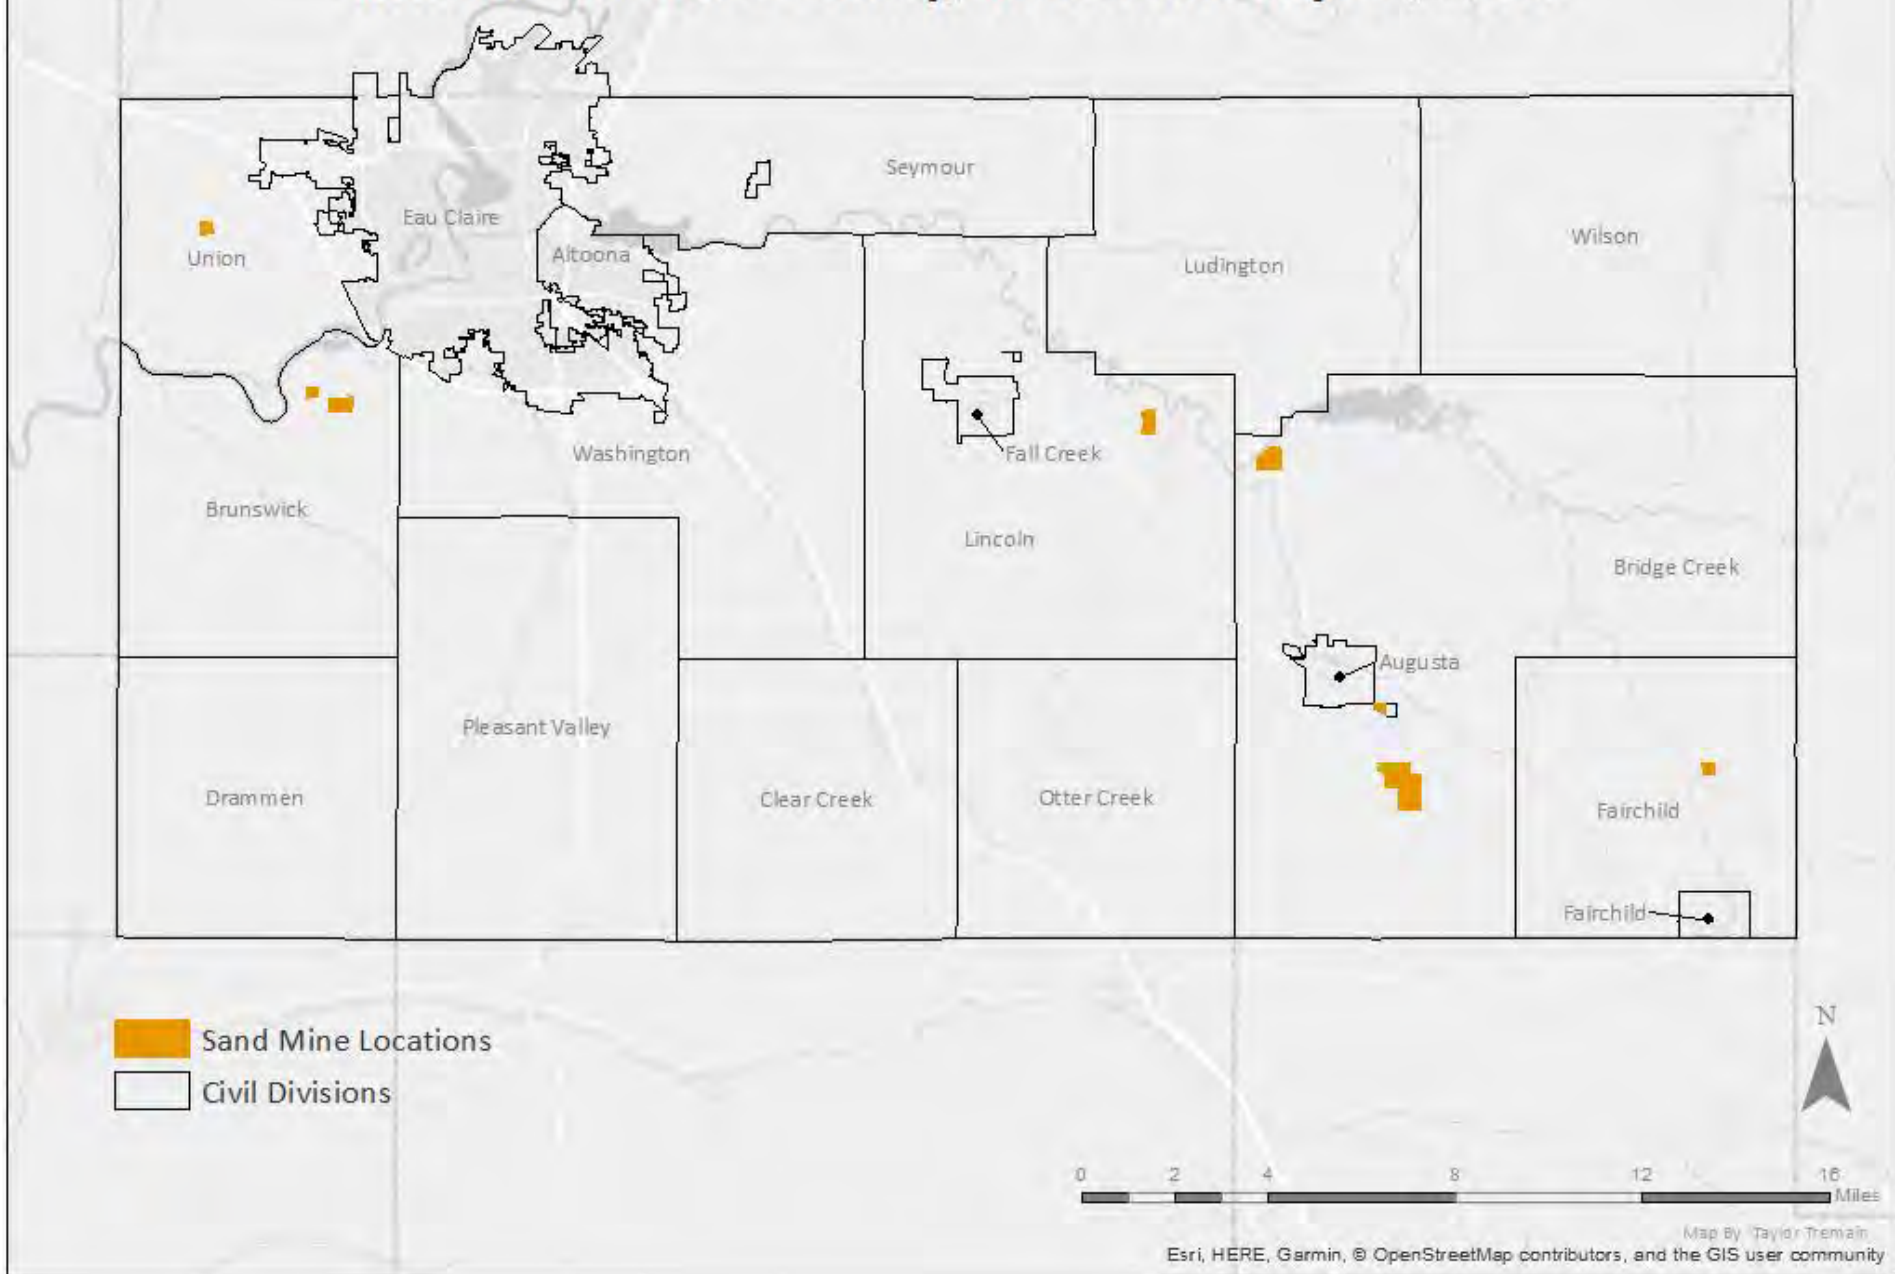 Seymour
Eau Claire
Wilson
Altoona
Union
Ludington
Washington
Fall Creek
Brunswick
Lincoln
Bridge Creek
Augusta
Pleasant Valley
Drammen
Clear Creek
Otter Creek
Fairchild
Fairchild
N
Sand Mine Locations
Civil Divisions
0 2 4 8 12 16
Miles
Map By Taylor Tremain
Esri, HERE, Garmin, © OpenStreetMap contributors, and the GIS user community